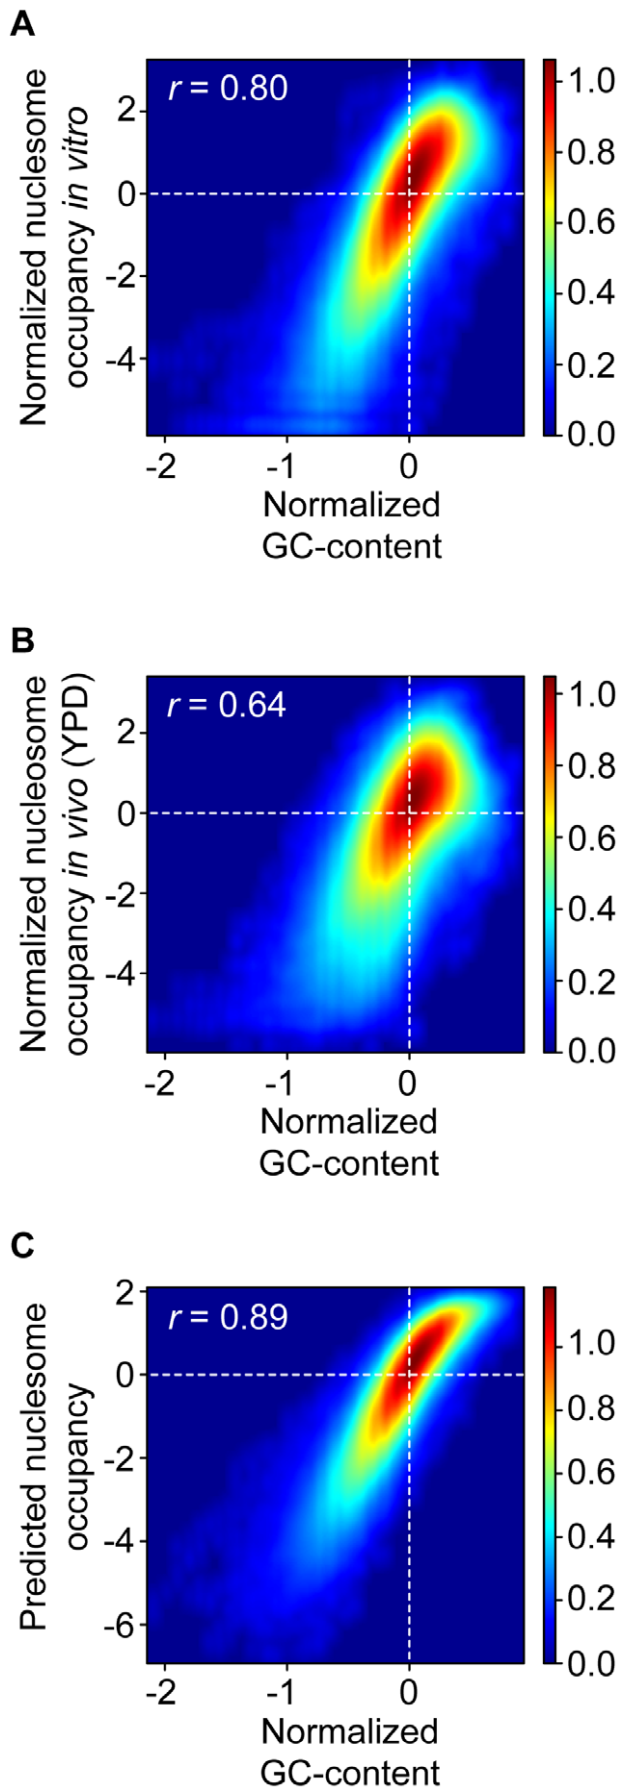 A
Normalized nuclesome
occupancy in vitro
r = 0.80
2
0
-2
-4
-2 -1 0
Normalized
GC-content
1.0
0.8
0.6
0.4
0.2
0.0
B
Normalized nucleosome
occupancy in vivo (YPD)
r = 0.64
2
0
-2
-4
-2 -1 0
Normalized
GC-content
1.0
0.8
0.6
0.4
0.2
0.0
C
Predicted nuclesome
occupancy
r = 0.89
2
0
-2
-4
-6
-2 -1 0
Normalized
GC-content
1.0
0.8
0.6
0.4
0.2
0.0